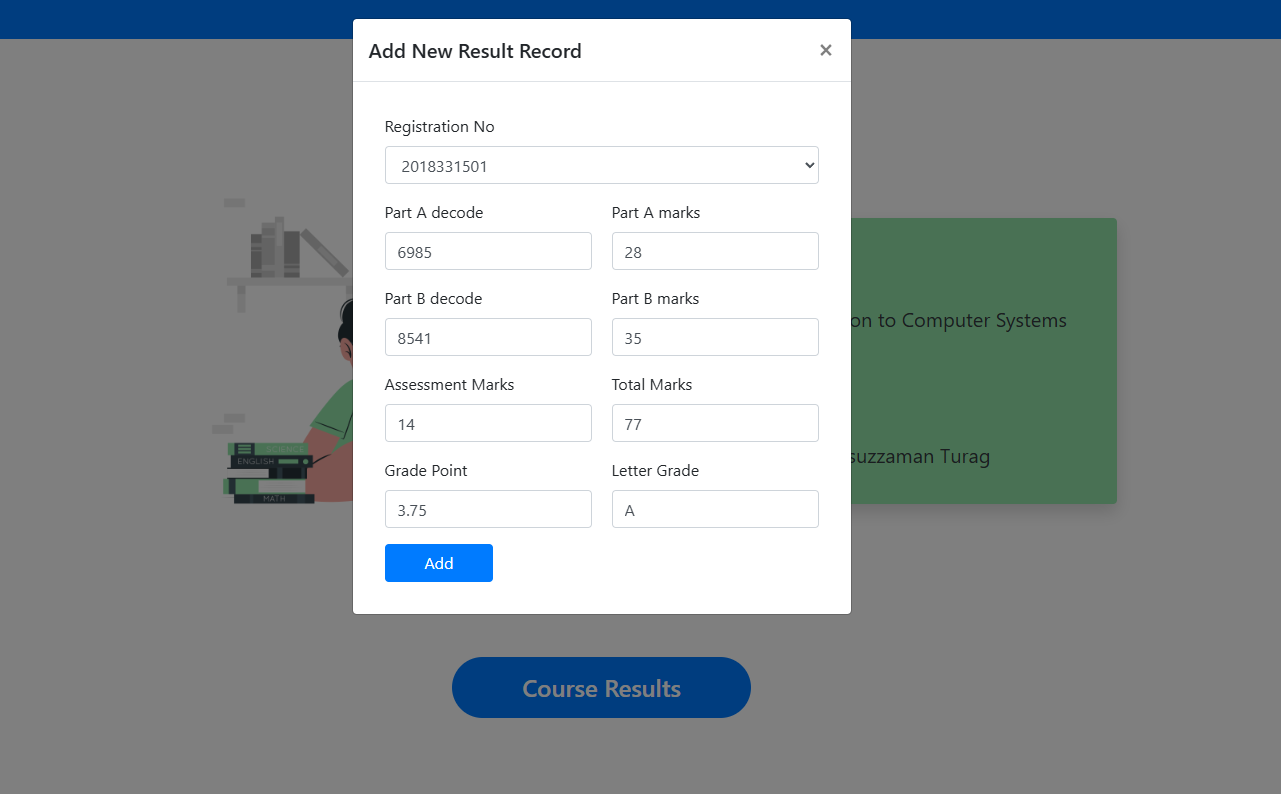 Add New Result Record ×
Registration No
2018331501
Part A decode Part A marks
6985 28
Part B decode Part B marks
8541 35
Assessment Marks Total Marks
14 77
Grade Point Letter Grade
3.75 A
Add
on to Computer Systems
suzzaman Turag
SCIENCE
ENGLISH
MATH
Course Results